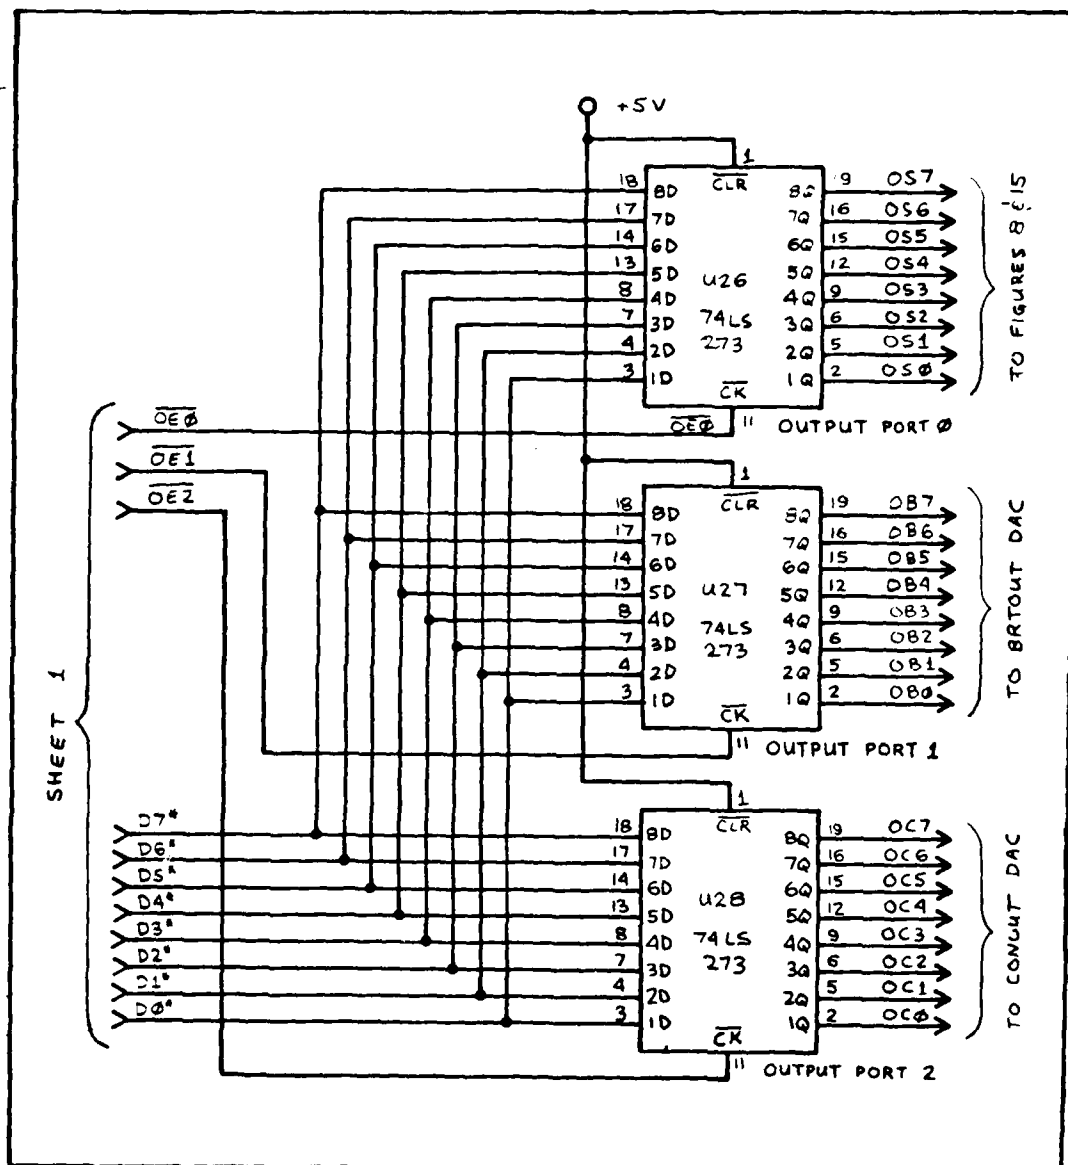 +5V
1
CLR
18 8D 8Q 19 OS7
17 7D 7Q 16 OS6
14 6D 6Q 15 OS5
13 5D 5Q 12 OS4
8 4D 4Q 9 OS3
7 3D 3Q 6 OS2
4 2D 2Q 5 OS1
3 1D 1Q 2 OSØ
U26
74LS
273
CK
11
OUTPUT PORT Ø
TO FIGURES 8 & 15
OEØ
OEØ
OE1
OE2
1
CLR
18 8D 8Q 19 OB7
17 7D 7Q 16 OB6
14 6D 6Q 15 OB5
13 5D 5Q 12 OB4
8 4D 4Q 9 OB3
7 3D 3Q 6 OB2
4 2D 2Q 5 OB1
3 1D 1Q 2 OBØ
U27
74LS
273
CK
11
OUTPUT PORT 1
TO BRTOUT DAC
SHEET 1
D7*
D6*
D5*
D4*
D3*
D2*
D1*
DØ*
1
CLR
18 8D 8Q 19 OC7
17 7D 7Q 16 OC6
14 6D 6Q 15 OC5
13 5D 5Q 12 OC4
8 4D 4Q 9 OC3
7 3D 3Q 6 OC2
4 2D 2Q 5 OC1
3 1D 1Q 2 OCØ
U28
74LS
273
CK
11
OUTPUT PORT 2
TO CONOUT DAC